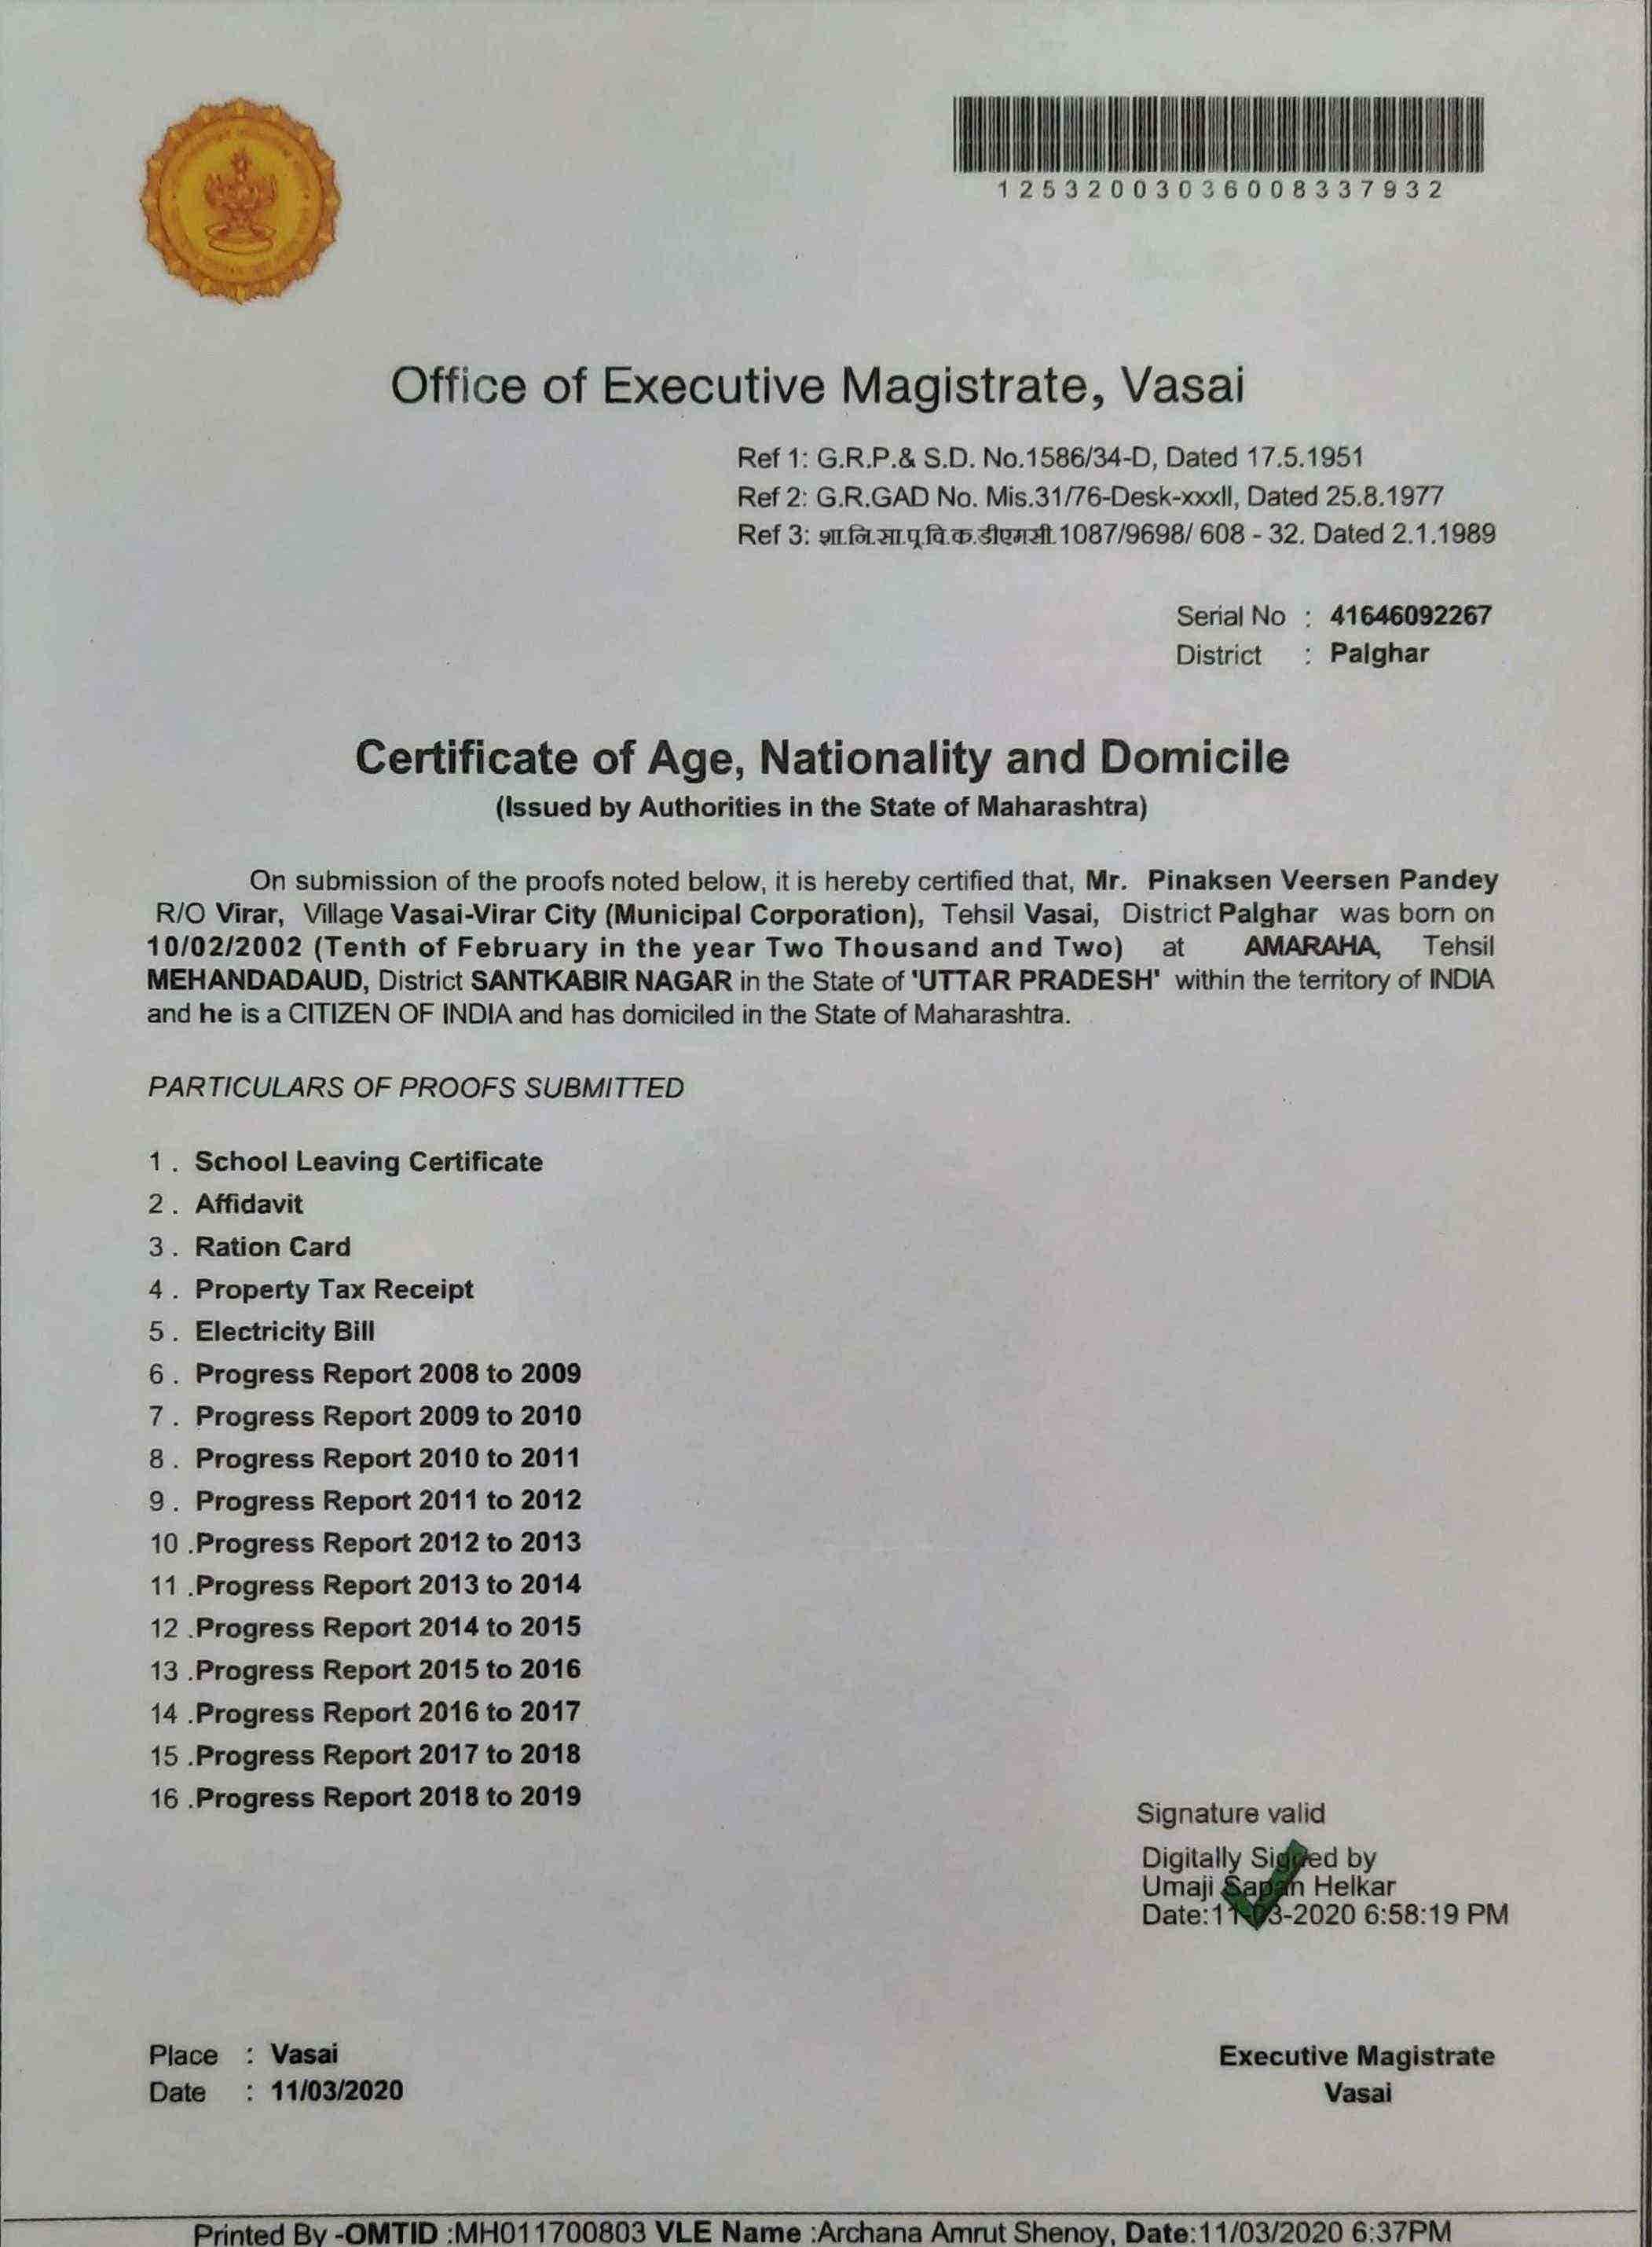 12532003036008337932
Office of Executive Magistrate, Vasai
Ref 1: G.R.P.& S.D. No.1586/34-D, Dated 17.5.1951
Ref 2: G.R.GAD No. Mis.31/76-Desk-xxxII, Dated 25.8.1977
Ref 3: शा.नि.सा.प्र.वि.क.डीएमसी.1087/9698/ 608 - 32. Dated 2.1.1989
Serial No : 41646092267
District : Palghar
Certificate of Age, Nationality and Domicile
(Issued by Authorities in the State of Maharashtra)
On submission of the proofs noted below, it is hereby certified that, Mr. Pinaksen Veersen Pandey
R/O Virar, Village Vasai-Virar City (Municipal Corporation), Tehsil Vasai, District Palghar was born on
10/02/2002 (Tenth of February in the year Two Thousand and Two) at AMARAHA, Tehsil
MEHANDADAUD, District SANTKABIR NAGAR in the State of 'UTTAR PRADESH' within the territory of INDIA
and he is a CITIZEN OF INDIA and has domiciled in the State of Maharashtra.
PARTICULARS OF PROOFS SUBMITTED
1 . School Leaving Certificate
2 . Affidavit
3 . Ration Card
4 . Property Tax Receipt
5 . Electricity Bill
6 . Progress Report 2008 to 2009
7 . Progress Report 2009 to 2010
8 . Progress Report 2010 to 2011
9 . Progress Report 2011 to 2012
10 .Progress Report 2012 to 2013
11 .Progress Report 2013 to 2014
12 .Progress Report 2014 to 2015
13 .Progress Report 2015 to 2016
14 .Progress Report 2016 to 2017
15 .Progress Report 2017 to 2018
16 .Progress Report 2018 to 2019
Signature valid
Digitally Signed by
Umaji Sapan Helkar
Date:11-03-2020 6:58:19 PM
Place : Vasai
Date : 11/03/2020
Executive Magistrate
Vasai
Printed By -OMTID :MH011700803 VLE Name :Archana Amrut Shenoy, Date:11/03/2020 6:37PM